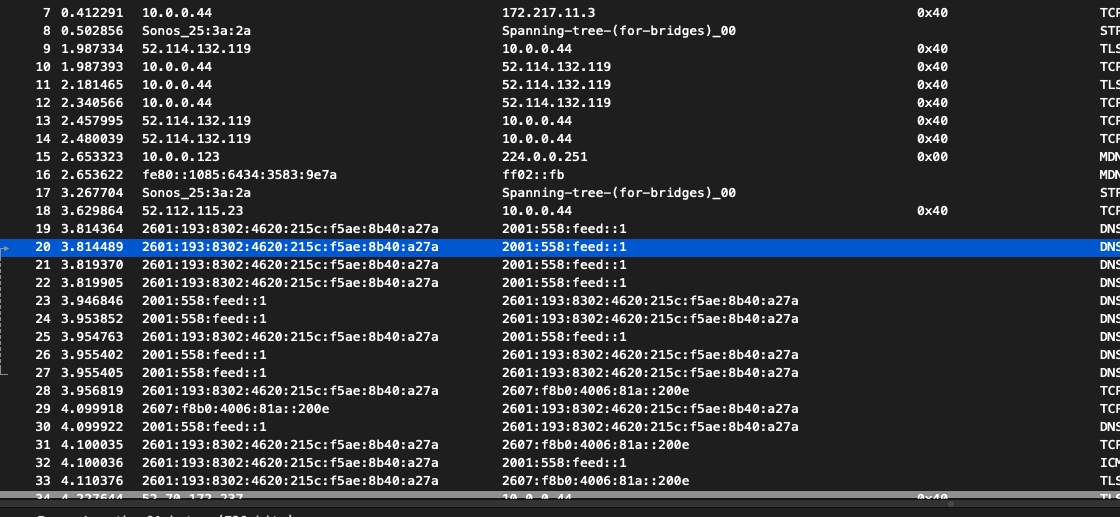 7 0.412291 10.0.0.44 172.217.11.3 0x40 TCP
8 0.502856 Sonos_25:3a:2a Spanning-tree-(for-bridges)_00 STP
9 1.987334 52.114.132.119 10.0.0.44 0x40 TLS
10 1.987393 10.0.0.44 52.114.132.119 0x40 TCP
11 2.181465 10.0.0.44 52.114.132.119 0x40 TLS
12 2.340566 10.0.0.44 52.114.132.119 0x40 TCP
13 2.457995 52.114.132.119 10.0.0.44 0x40 TCP
14 2.480039 52.114.132.119 10.0.0.44 0x40 TCP
15 2.653323 10.0.0.123 224.0.0.251 0x00 MDN
16 2.653622 fe80::1085:6434:3583:9e7a ff02::fb MDN
17 3.267704 Sonos_25:3a:2a Spanning-tree-(for-bridges)_00 STP
18 3.629864 52.112.115.23 10.0.0.44 0x40 TCP
19 3.814364 2601:193:8302:4620:215c:f5ae:8b40:a27a 2001:558:feed::1 DNS
20 3.814489 2601:193:8302:4620:215c:f5ae:8b40:a27a 2001:558:feed::1 DNS
21 3.819370 2601:193:8302:4620:215c:f5ae:8b40:a27a 2001:558:feed::1 DNS
22 3.819905 2601:193:8302:4620:215c:f5ae:8b40:a27a 2001:558:feed::1 DNS
23 3.946846 2001:558:feed::1 2601:193:8302:4620:215c:f5ae:8b40:a27a DNS
24 3.953852 2001:558:feed::1 2601:193:8302:4620:215c:f5ae:8b40:a27a DNS
25 3.954763 2601:193:8302:4620:215c:f5ae:8b40:a27a 2001:558:feed::1 DNS
26 3.955402 2001:558:feed::1 2601:193:8302:4620:215c:f5ae:8b40:a27a DNS
27 3.955405 2001:558:feed::1 2601:193:8302:4620:215c:f5ae:8b40:a27a DNS
28 3.956819 2601:193:8302:4620:215c:f5ae:8b40:a27a 2607:f8b0:4006:81a::200e TCP
29 4.099918 2607:f8b0:4006:81a::200e 2601:193:8302:4620:215c:f5ae:8b40:a27a TCP
30 4.099922 2001:558:feed::1 2601:193:8302:4620:215c:f5ae:8b40:a27a DNS
31 4.100035 2601:193:8302:4620:215c:f5ae:8b40:a27a 2607:f8b0:4006:81a::200e TCP
32 4.100036 2601:193:8302:4620:215c:f5ae:8b40:a27a 2001:558:feed::1 ICM
33 4.110376 2601:193:8302:4620:215c:f5ae:8b40:a27a 2607:f8b0:4006:81a::200e TLS
34 4.227644 52.70.172.237 10.0.0.44 0x40 TLS